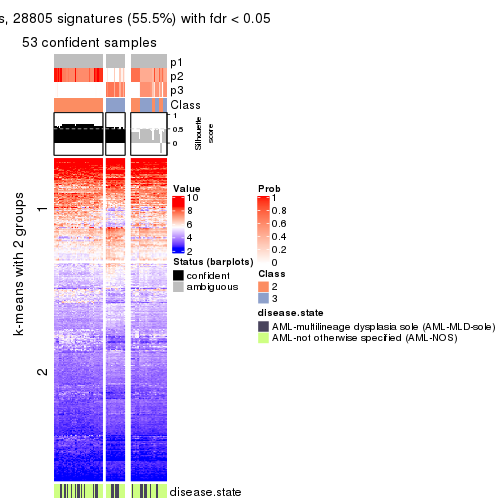 s, 28805 signatures (55.5%) with fdr < 0.05
53 confident samples
p1
p2
p3
Class
1
0.5
0
Silhouette
score
k-means with 2 groups
1
2
Value
10
8
6
4
2
Status (barplots)
confident
ambiguous
Prob
1
0.8
0.6
0.4
0.2
0
Class
2
3
disease.state
AML-multilineage dysplasia sole (AML-MLD-sole)
AML-not otherwise specified (AML-NOS)
disease.state